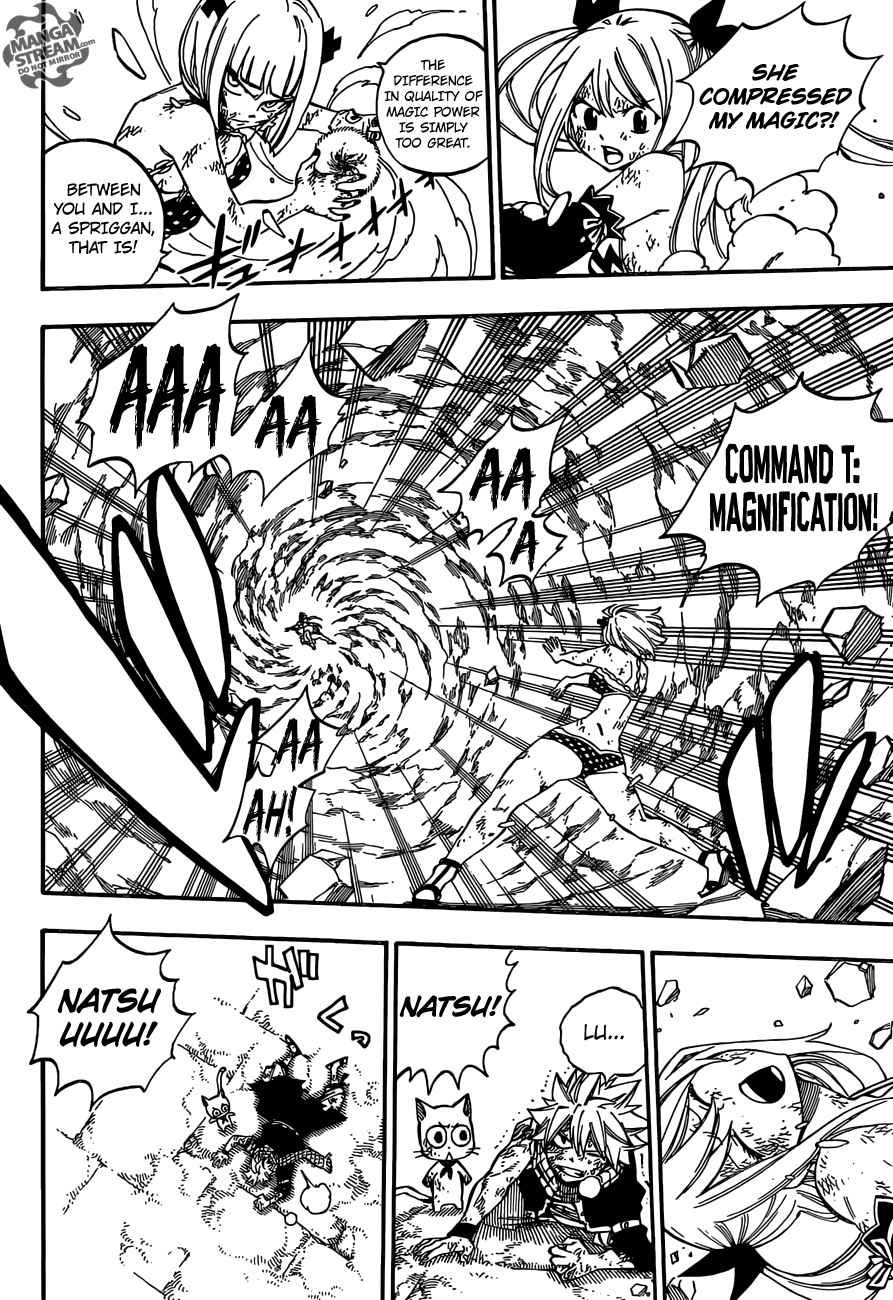 MANGA
STREAM.com
DO NOT MIRROR
SHE
COMPRESSED
MY MAGIC?!
THE
DIFFERENCE
IN QUALITY OF
MAGIC POWER
IS SIMPLY
TOO GREAT.
BETWEEN
YOU AND I...
A SPRIGGAN,
THAT IS!
COMMAND T:
MAGNIFICATION!
AAA
AA
AA
A
AA
AH!
LU...
NATSU!
NATSU
UUUU!